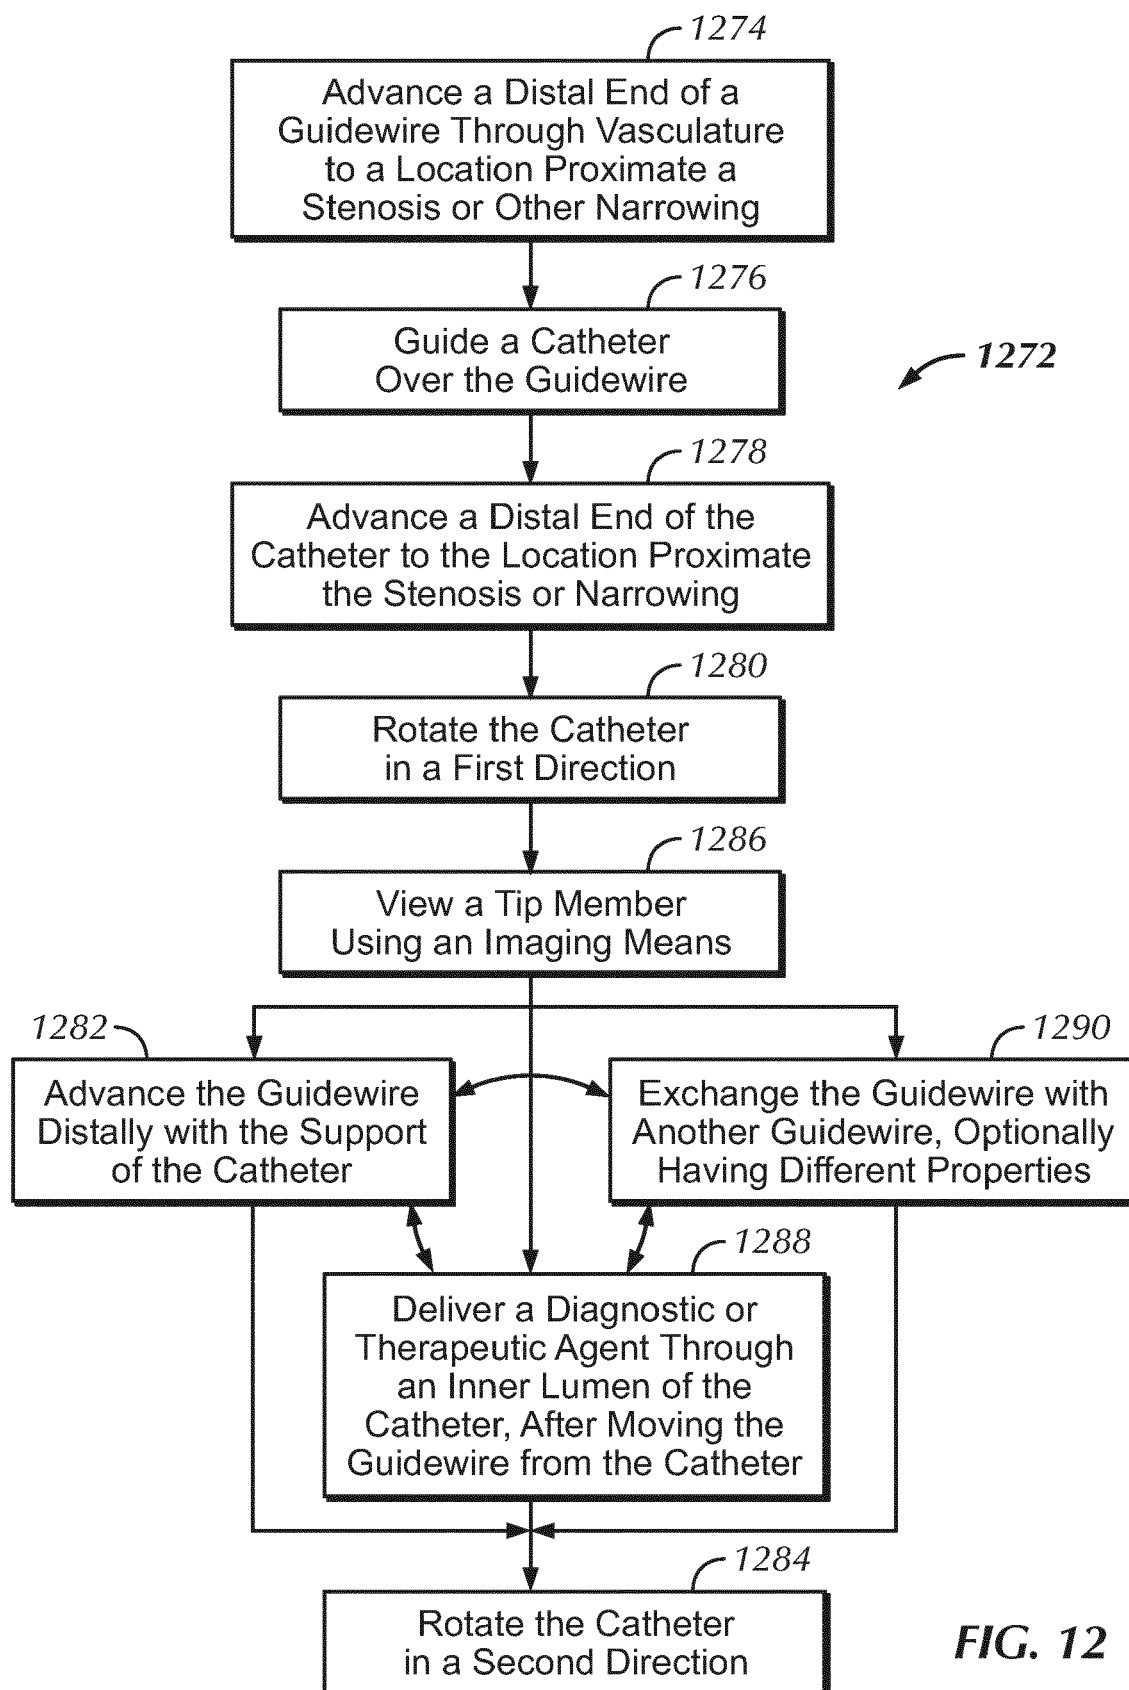 1274
Advance a Distal End of a
Guidewire Through Vasculature
to a Location Proximate a
Stenosis or Other Narrowing
1276
Guide a Catheter
Over the Guidewire
1272
1278
Advance a Distal End of the
Catheter to the Location Proximate
the Stenosis or Narrowing
1280
Rotate the Catheter
in a First Direction
1286
View a Tip Member
Using an Imaging Means
1282
Advance the Guidewire
Distally with the Support
of the Catheter
1290
Exchange the Guidewire with
Another Guidewire, Optionally
Having Different Properties
1288
Deliver a Diagnostic or
Therapeutic Agent Through
an Inner Lumen of the
Catheter, After Moving the
Guidewire from the Catheter
1284
Rotate the Catheter
in a Second Direction
FIG. 12